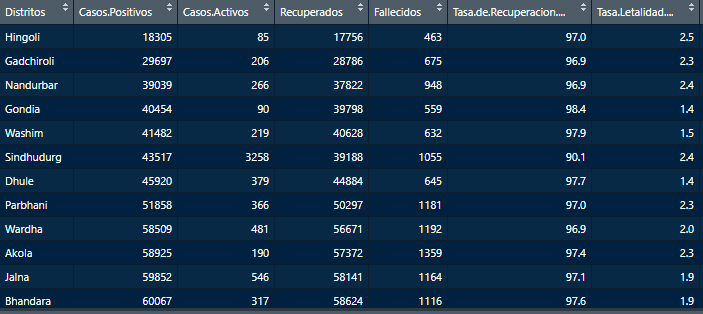 Distritos Casos.Positivos Casos.Activos Recuperados Fallecidos Tasa.de.Recuperacion.... Tasa.Letalidad....
Hingoli 18305 85 17756 463 97.0 2.5
Gadchiroli 29697 206 28786 675 96.9 2.3
Nandurbar 39039 266 37822 948 96.9 2.4
Gondia 40454 90 39798 559 98.4 1.4
Washim 41482 219 40628 632 97.9 1.5
Sindhudurg 43517 3258 39188 1055 90.1 2.4
Dhule 45920 379 44884 645 97.7 1.4
Parbhani 51858 366 50297 1181 97.0 2.3
Wardha 58509 481 56671 1192 96.9 2.0
Akola 58925 190 57372 1359 97.4 2.3
Jalna 59852 546 58141 1164 97.1 1.9
Bhandara 60067 317 58624 1116 97.6 1.9